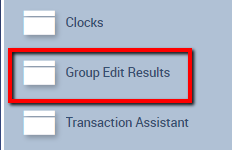 Clocks
Group Edit Results
Transaction Assistant